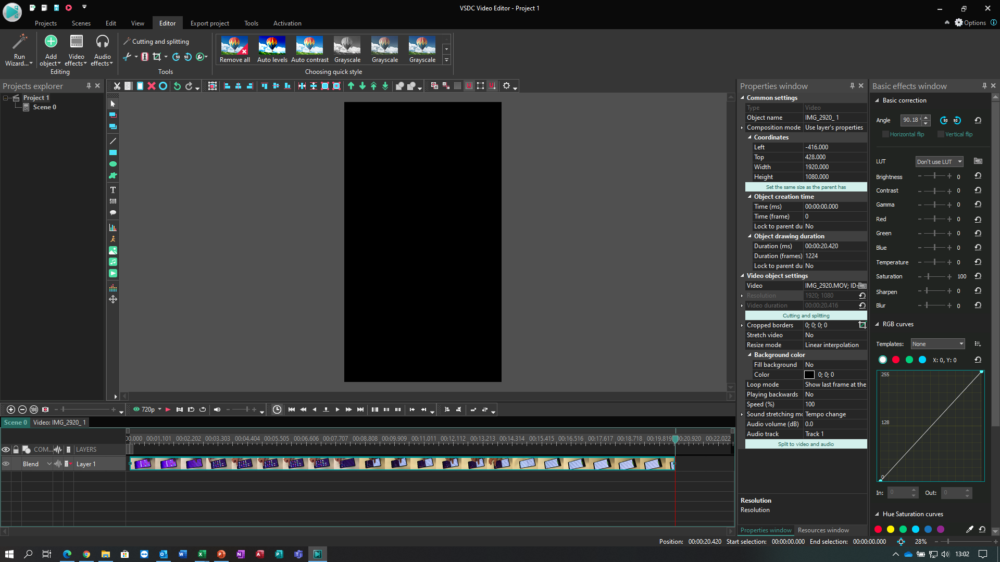 VSDC Video Editor - Project 1
Projects Scenes Edit View Editor Export project Tools Activation
Options
Run Wizard...
Add object
Video effects
Audio effects
Editing
Cutting and splitting
Tools
Remove all
Auto levels
Auto contrast
Grayscale
Grayscale
Grayscale
Choosing quick style
Projects explorer
Project 1
Scene 0
Properties window
Common settings
Type Video
Object name IMG_2920_ 1
Composition mode Use layer's properties
Coordinates
Left -416.000
Top 428.000
Width 1920.000
Height 1080.000
Set the same size as the parent has
Object creation time
Time (ms) 00:00:00.000
Time (frame) 0
Lock to parent du No
Object drawing duration
Duration (ms) 00:00:20.420
Duration (frames) 1224
Lock to parent du No
Video object settings
Video IMG_2920.MOV; ID=
Resolution 1920; 1080
Video duration 00:00:20.416
Cutting and splitting
Cropped borders 0; 0; 0; 0
Stretch video No
Resize mode Linear interpolation
Background color
Fill background No
Color 0; 0; 0
Loop mode Show last frame at the
Playing backwards No
Speed (%) 100
Sound stretching mo Tempo change
Audio volume (dB) 0.0
Audio track Track 1
Split to video and audio
Resolution
Resolution
Properties window Resources window
Basic effects window
Basic correction
Angle 90.18 90 90
Horizontal flip Vertical flip
LUT Don't use LUT
Brightness 0
Contrast 0
Gamma 0
Red 0
Green 0
Blue 0
Temperature 0
Saturation 100
Sharpen 0
Blur 0
RGB curves
Templates: None
X: 0, Y: 0
255
128
0
In: 0 Out: 0
Hue Saturation curves
T
SUB
720p
Scene 0 Video: IMG_2920_ 1
00.000 00:01.101 00:02.202 00:03.303 00:04.404 00:05.505 00:06.606 00:07.707 00:08.808 00:09.909 00:11.011 00:12.112 00:13.213 00:14.314 00:15.415 00:16.516 00:17.617 00:18.718 00:19.819 00:20.920 00:22.022
COM... LAYERS
Blend Layer 1
Position: 00:00:20.420 Start selection: 00:00:00.000 End selection: 00:00:00.000 28%
13:02